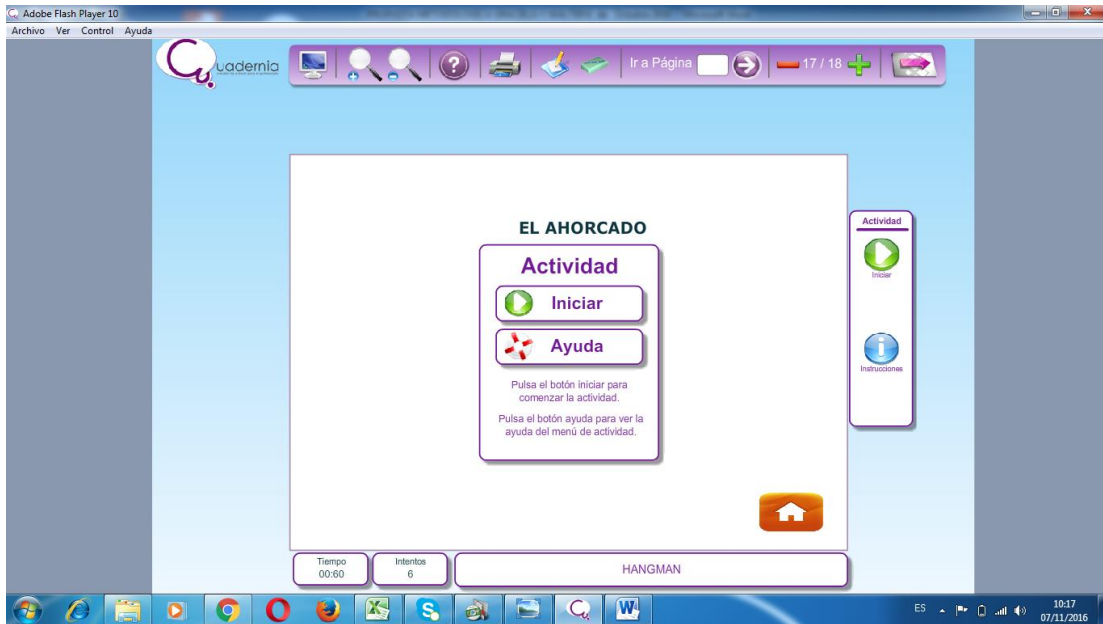 Adobe Flash Player 10
Archivo Ver Control Ayuda
Cuadernia
Ir a Página
17 / 18
EL AHORCADO
Actividad
Iniciar
Ayuda
Pulsa el botón iniciar para
comenzar la actividad.
Pulsa el botón ayuda para ver la
ayuda del menú de actividad.
Actividad
Iniciar
Instrucciones
Tiempo
00:60
Intentos
6
HANGMAN
ES
10:17
07/11/2016